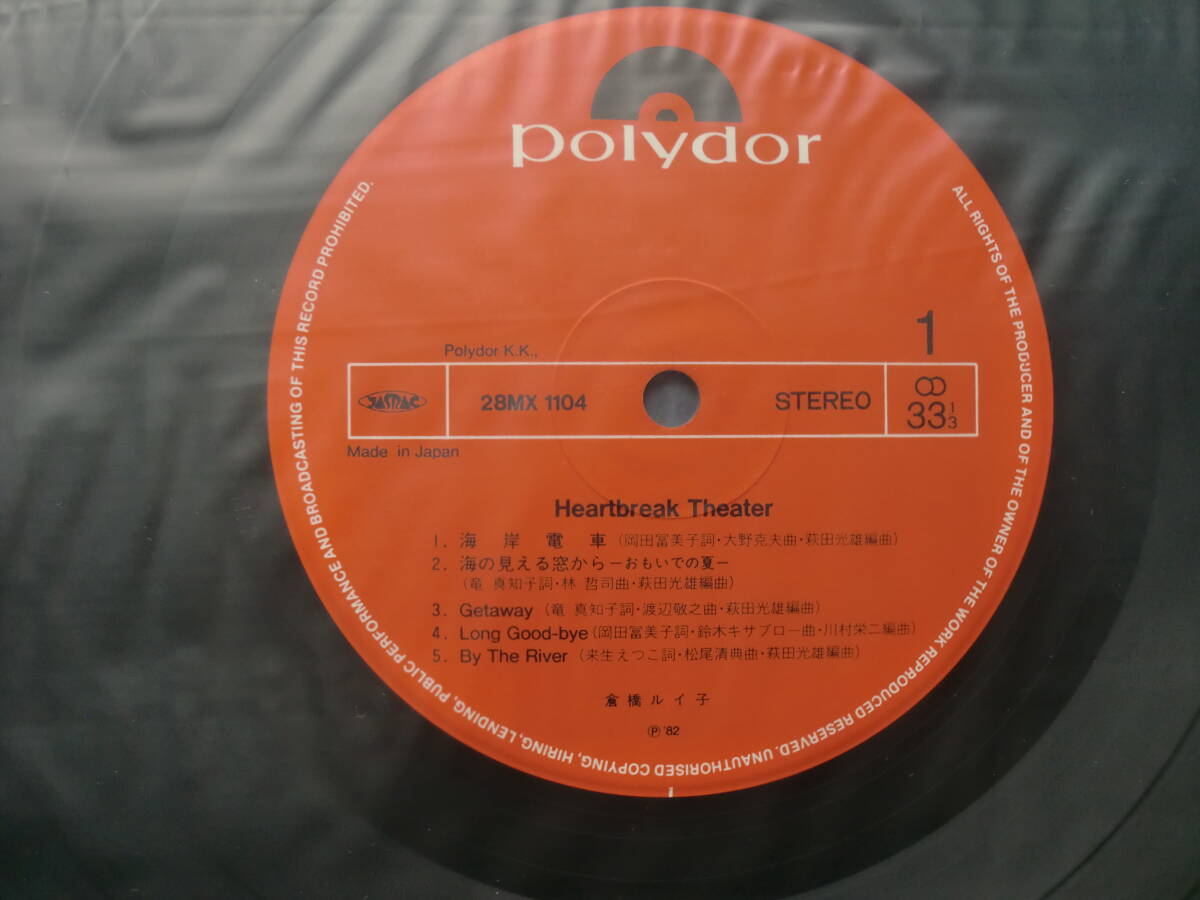 polydor
1
Polydor K.K.,
JASRAC
28MX 1104
STEREO
33 1/3
Made in Japan
Heartbreak Theater
1. 海岸電車 (岡田冨美子詞・大野克夫曲・萩田光雄編曲)
2. 海の見える窓から ーおもいでの夏ー
(竜 真知子詞・林 哲司曲・萩田光雄編曲)
3. Getaway (竜 真知子詞・渡辺敬之曲・萩田光雄編曲)
4. Long Good-bye (岡田冨美子詞・鈴木キサブロー曲・川村栄二編曲)
5. By The River (来生えつこ詞・松尾清典曲・萩田光雄編曲)
倉橋ルイ子
Ⓟ '82
ALL RIGHTS OF THE PRODUCER AND OF THE OWNER OF THE WORK REPRODUCED RESERVED. UNAUTHORISED COPYING, HIRING, LENDING, PUBLIC PERFORMANCE AND BROADCASTING OF THIS RECORD PROHIBITED.